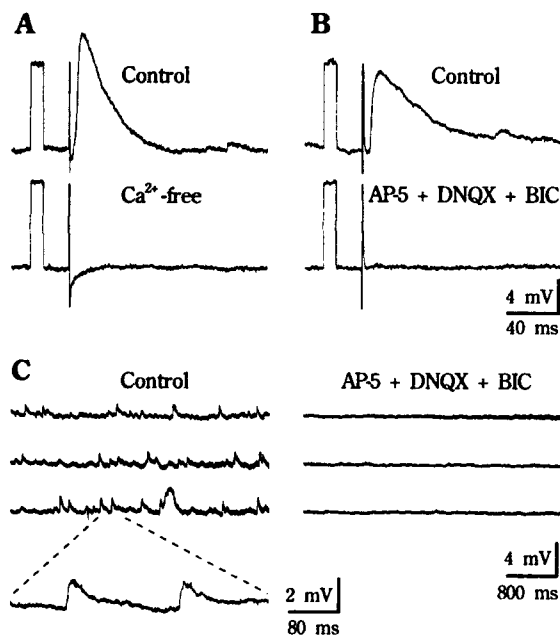 A
B
Control
Control
Ca²⁺-free
AP-5 + DNQX + BIC
4 mV
40 ms
C
Control
AP-5 + DNQX + BIC
2 mV
80 ms
4 mV
800 ms